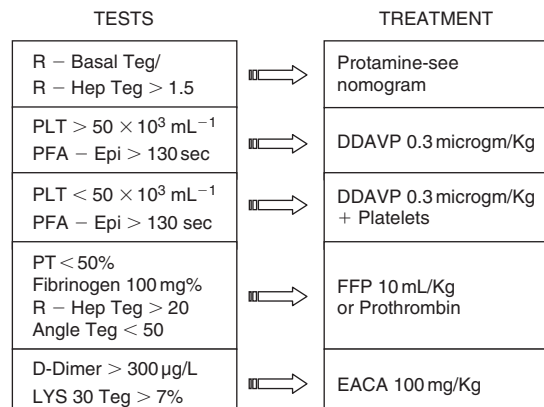 TESTS
TREATMENT
R – Basal Teg/
R – Hep Teg > 1.5
Protamine-see
nomogram
PLT > 50 × 10³ mL⁻¹
PFA – Epi > 130 sec
DDAVP 0.3 microgm/Kg
PLT < 50 × 10³ mL⁻¹
PFA – Epi > 130 sec
DDAVP 0.3 microgm/Kg
+ Platelets
PT < 50%
Fibrinogen 100 mg%
R – Hep Teg > 20
Angle Teg < 50
FFP 10 mL/Kg
or Prothrombin
D-Dimer > 300 µg/L
LYS 30 Teg > 7%
EACA 100 mg/Kg